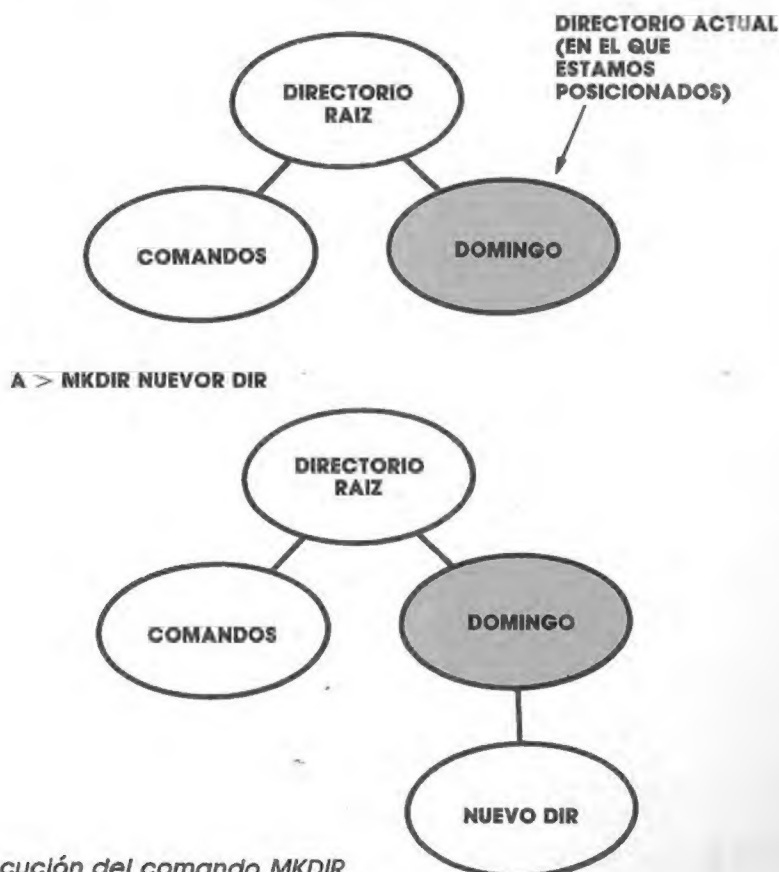 DIRECTORIO ACTUAL
(EN EL QUE
ESTAMOS
POSICIONADOS)
DIRECTORIO
RAIZ
COMANDOS
DOMINGO
A > MKDIR NUEVOR DIR
DIRECTORIO
RAIZ
COMANDOS
DOMINGO
NUEVO DIR
cución del comando MKDIR